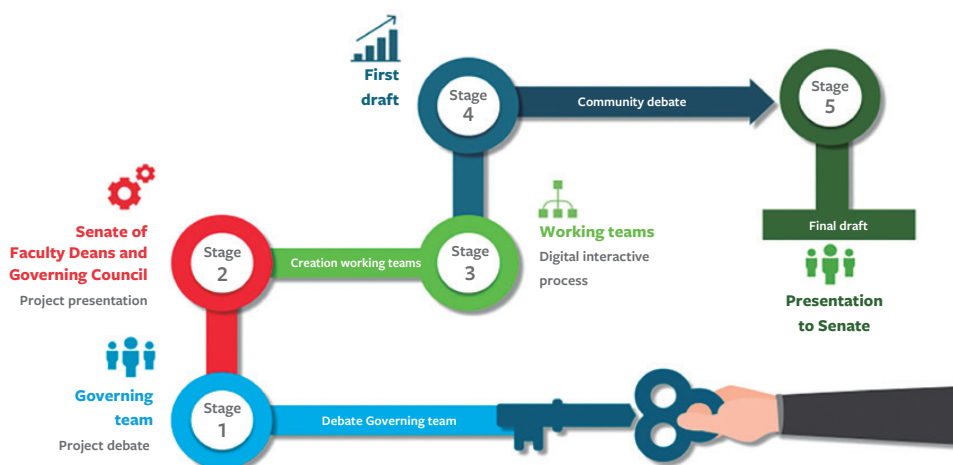 First
draft
Stage
4
Community debate
Stage
5
Final draft
Presentation
to Senate
Senate of
Faculty Deans and
Governing Council
Project presentation
Stage
2
Creation working teams
Stage
3
Working teams
Digital interactive
process
Governing
team
Project debate
Stage
1
Debate Governing team